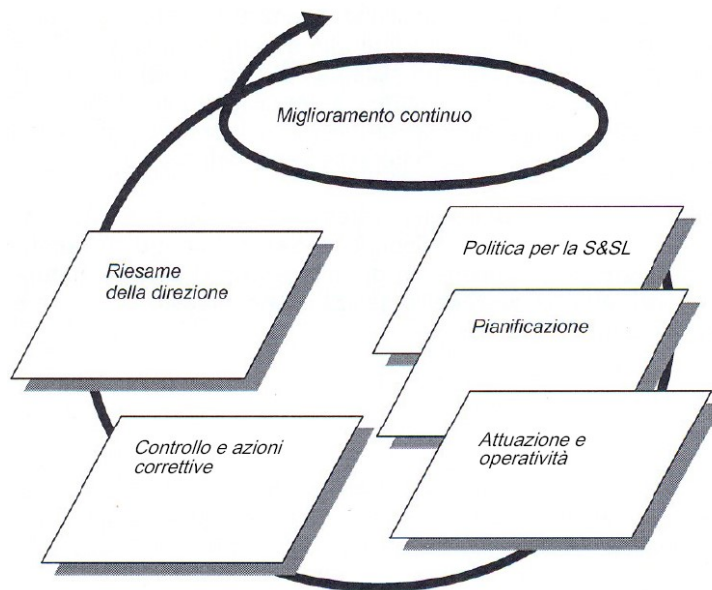 Miglioramento continuo
Politica per la S&SL
Riesame
della direzione
Pianificazione
Controllo e azioni
correttive
Attuazione e
operatività